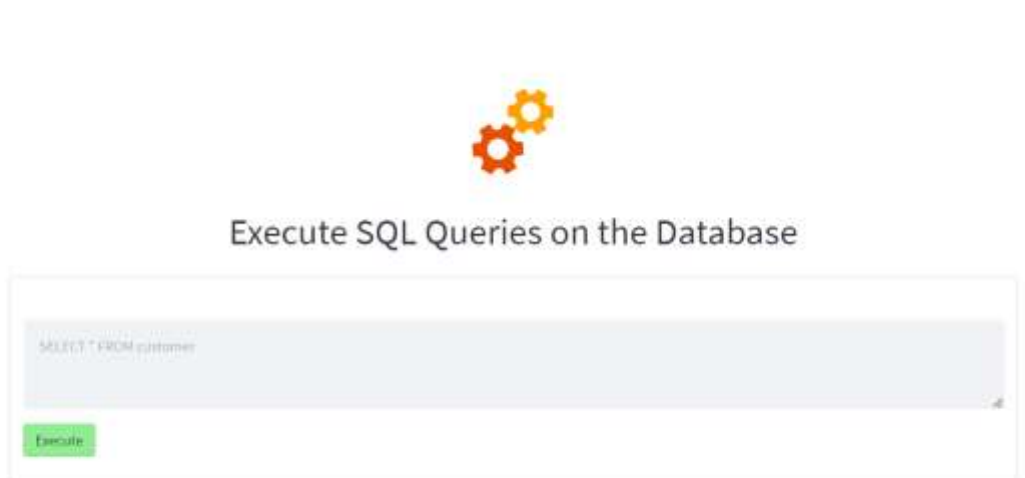 Execute SQL Queries on the Database
SELECT * FROM customer
Execute